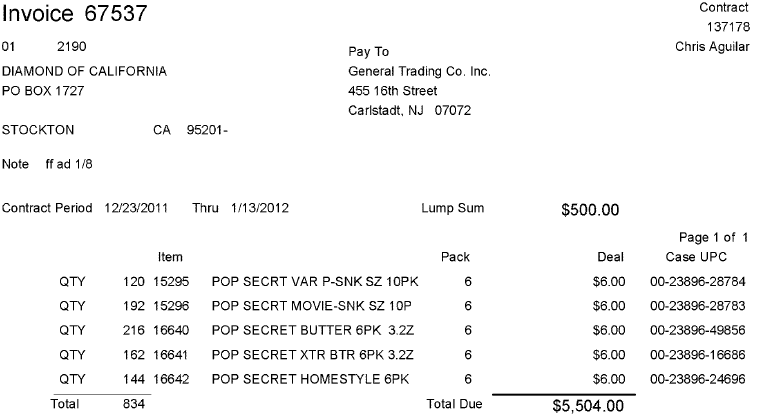 Invoice 67537
Contract
137178
Chris Aguilar
01 2190
DIAMOND OF CALIFORNIA
PO BOX 1727
STOCKTON CA 95201-
Pay To
General Trading Co. Inc.
455 16th Street
Carlstadt, NJ 07072
Note ff ad 1/8
Contract Period 12/23/2011 Thru 1/13/2012 Lump Sum $500.00
Page 1 of 1
Item Pack Deal Case UPC
QTY 120 15295 POP SECRT VAR P-SNK SZ 10PK 6 $6.00 00-23896-28784
QTY 192 15296 POP SECRT MOVIE-SNK SZ 10P 6 $6.00 00-23896-28783
QTY 216 16640 POP SECRET BUTTER 6PK 3.2Z 6 $6.00 00-23896-49856
QTY 162 16641 POP SECRET XTR BTR 6PK 3.2Z 6 $6.00 00-23896-16686
QTY 144 16642 POP SECRET HOMESTYLE 6PK 6 $6.00 00-23896-24696
Total 834 Total Due $5,504.00